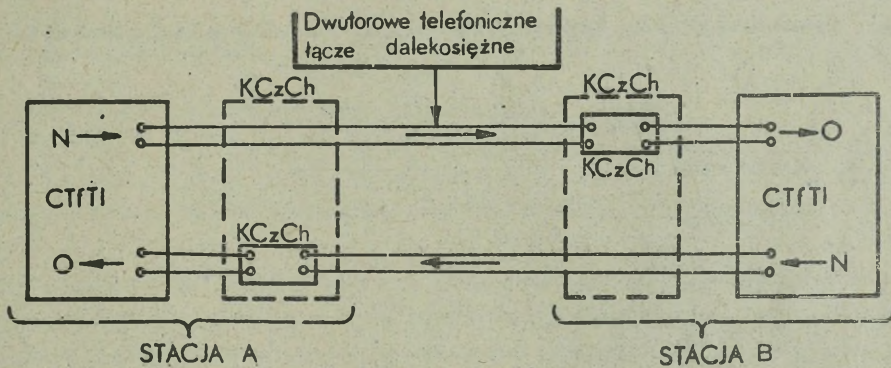 Dwutorowe telefoniczne
łącze dalekosiężne
KCzCh
KCzCh
N
O
KCzCh
CTfTl
CTfTl
KCzCh
O
N
STACJA A
STACJA B